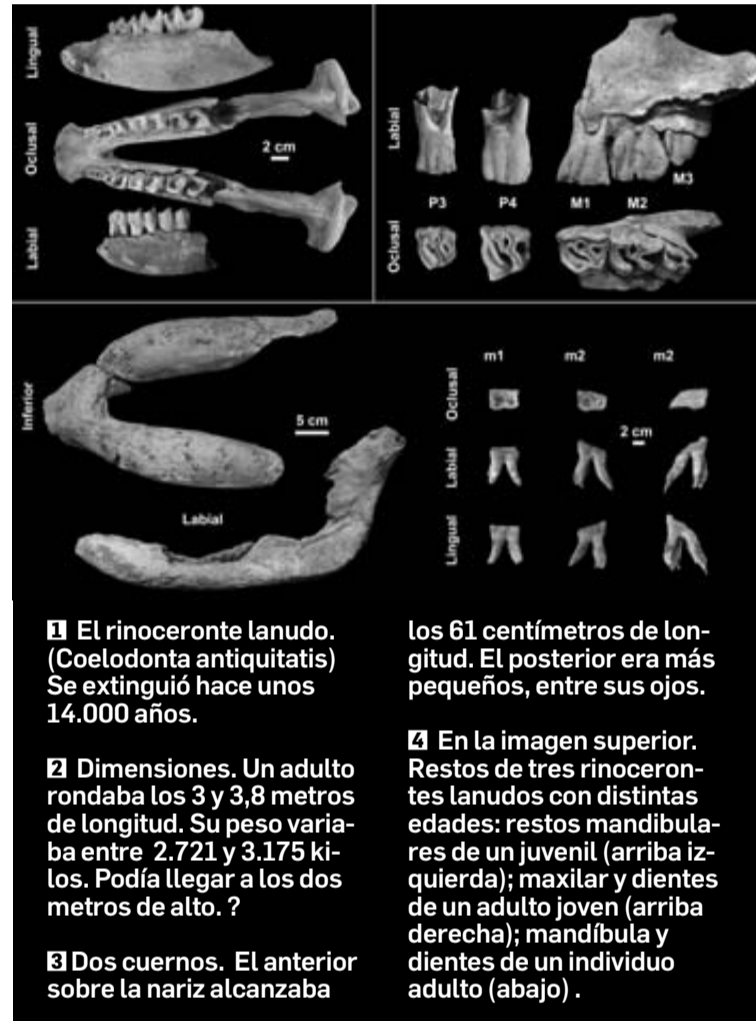 Lingual
Oclusal
Labial
2 cm
Labial
P3 P4 M1 M2 M3
Oclusal
Inferior
5 cm
Labial
m1 m2 m2
Oclusal
2 cm
Labial
Lingual
1 El rinoceronte lanudo.
(Coelodonta antiquitatis)
Se extinguió hace unos
14.000 años.
2 Dimensiones. Un adulto
rondaba los 3 y 3,8 metros
de longitud. Su peso varia-
ba entre 2.721 y 3.175 ki-
los. Podía llegar a los dos
metros de alto. ?
3 Dos cuernos. El anterior
sobre la nariz alcanzaba
los 61 centímetros de lon-
gitud. El posterior era más
pequeños, entre sus ojos.
4 En la imagen superior.
Restos de tres rinoceron-
tes lanudos con distintas
edades: restos mandibula-
res de un juvenil (arriba iz-
quierda); maxilar y dientes
de un adulto joven (arriba
derecha); mandíbula y
dientes de un individuo
adulto (abajo) .